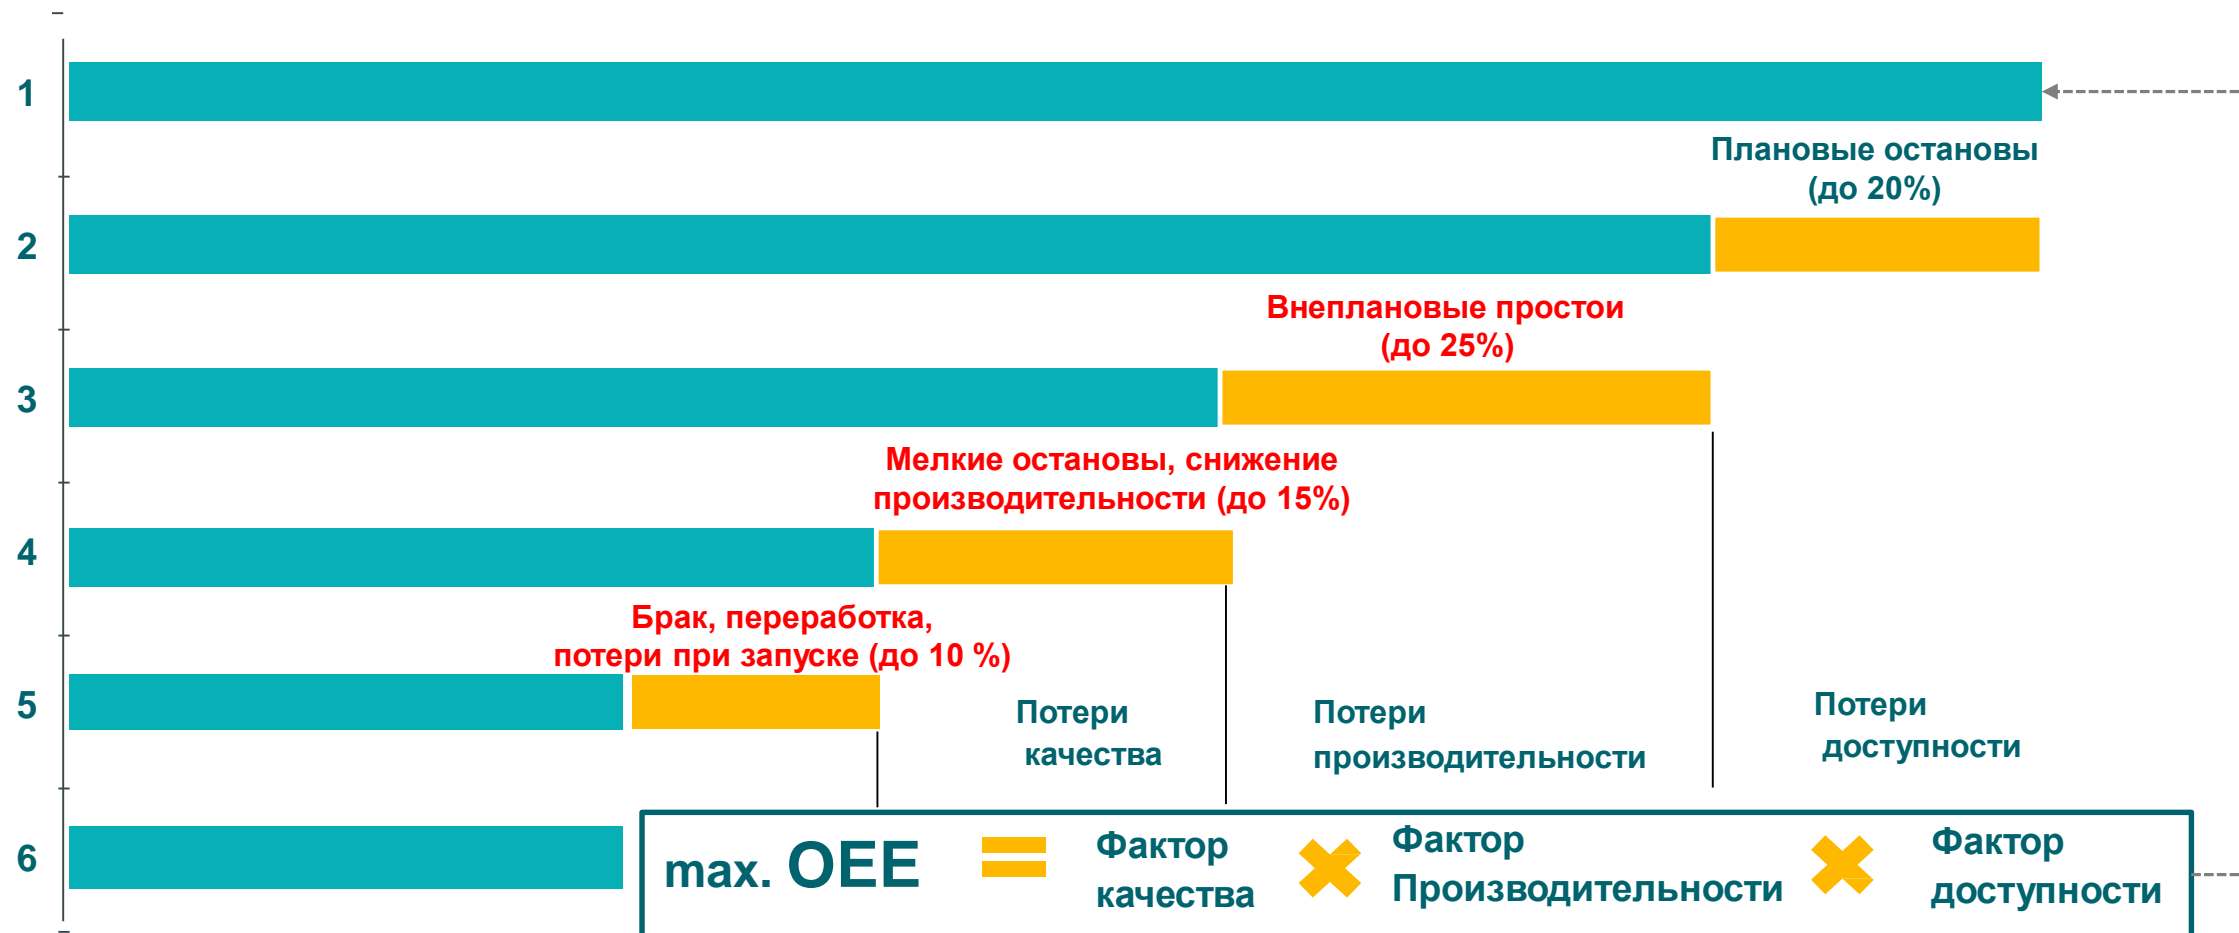 1
Плановые остановы
(до 20%)
2
Внеплановые простои
(до 25%)
3
Мелкие остановы, снижение
производительности (до 15%)
4
Брак, переработка,
потери при запуске (до 10 %)
5
Потери
качества
Потери
производительности
Потери
доступности
6
max. OEE
Фактор
качества
Фактор
Производительности
Фактор
доступности